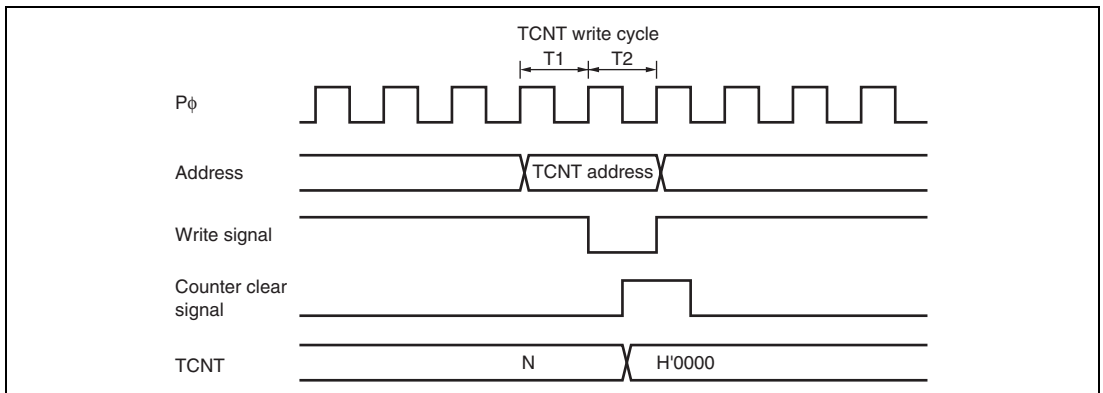 TCNT write cycle
T1 T2
Pϕ
Address
TCNT address
Write signal
Counter clear
signal
TCNT
N
H'0000